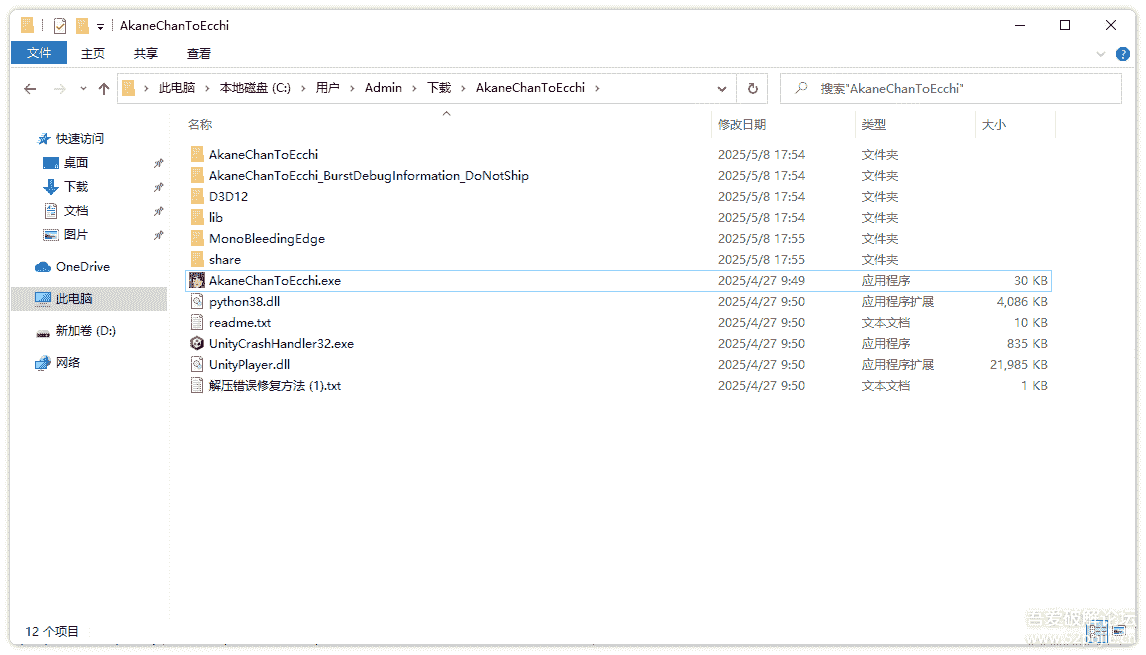 AkaneChanToEcchi
文件 主页 共享 查看
此电脑 本地磁盘 (C:) 用户 Admin 下载 AkaneChanToEcchi 搜索"AkaneChanToEcchi"
名称 修改日期 类型 大小
快速访问
桌面
下载
文档
图片
OneDrive
此电脑
新加卷 (D:)
网络
AkaneChanToEcchi 2025/5/8 17:54 文件夹
AkaneChanToEcchi_BurstDebugInformation_DoNotShip 2025/5/8 17:54 文件夹
D3D12 2025/5/8 17:54 文件夹
lib 2025/5/8 17:54 文件夹
MonoBleedingEdge 2025/5/8 17:55 文件夹
share 2025/5/8 17:55 文件夹
AkaneChanToEcchi.exe 2025/4/27 9:49 应用程序 30 KB
python38.dll 2025/4/27 9:50 应用程序扩展 4,086 KB
readme.txt 2025/4/27 9:50 文本文档 10 KB
UnityCrashHandler32.exe 2025/4/27 9:50 应用程序 835 KB
UnityPlayer.dll 2025/4/27 9:50 应用程序扩展 21,985 KB
解压错误修复方法 (1).txt 2025/4/27 9:50 文本文档 1 KB
12 个项目
吾爱破解论坛